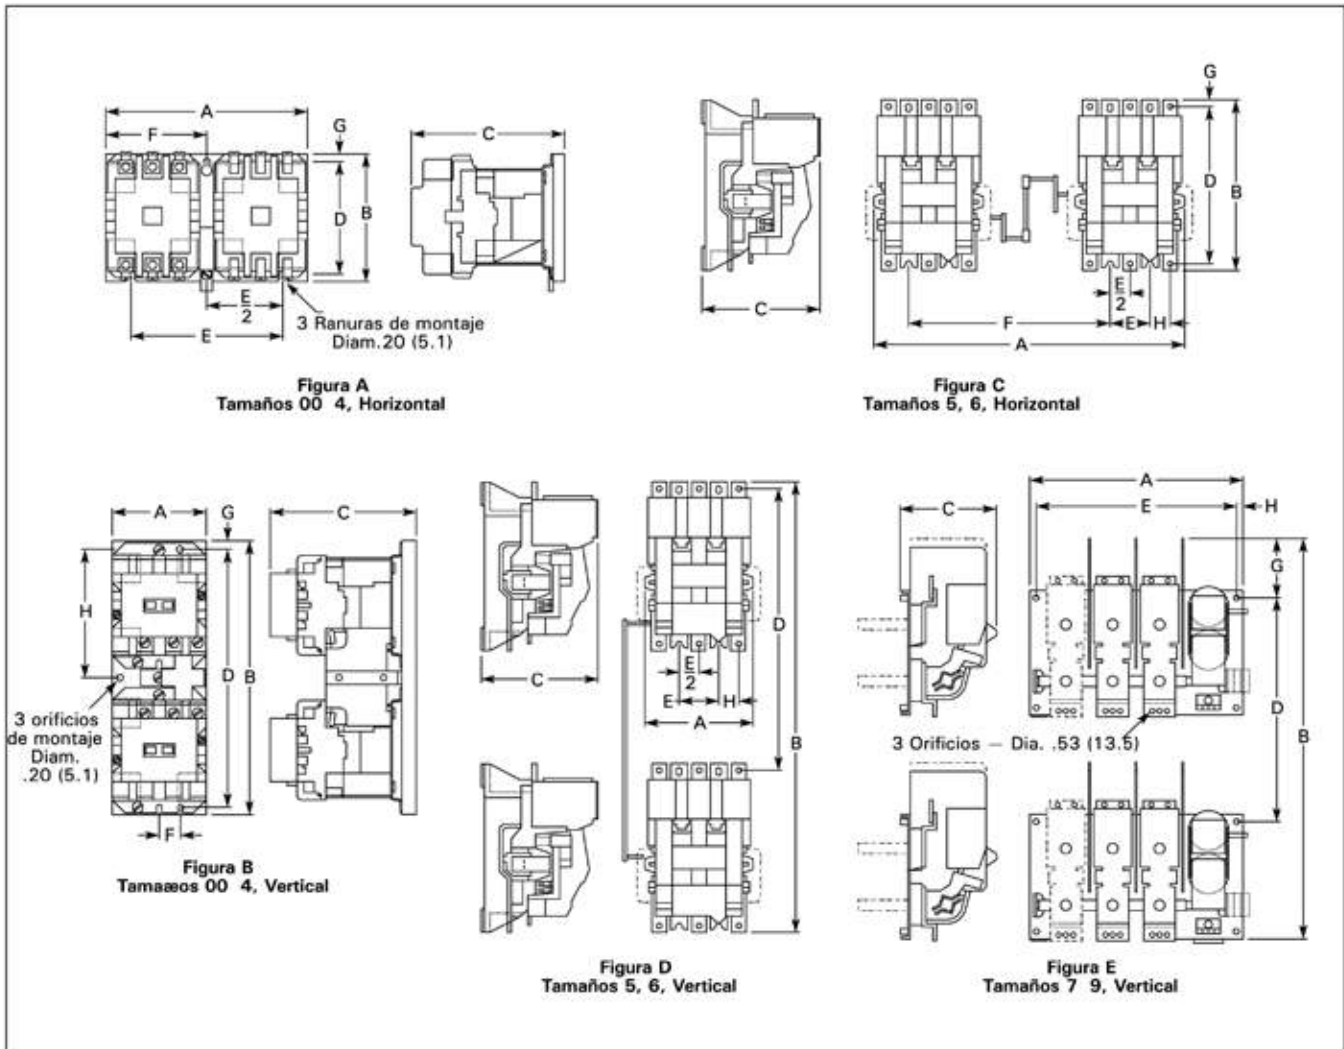 A
F
G
D
B
E
2
E
3 Ranuras de montaje
Diam.20 (5.1)
C
Figura A
Tamaños 00 4, Horizontal
C
G
D
B
E
2
F
E
H
A
Figura C
Tamaños 5, 6, Horizontal
A
G
H
D
B
3 orificios
de montaje
Diam.
.20 (5.1)
F
C
Figura B
Tamaæos 00 4, Vertical
C
E
2
E
H
A
D
B
Figura D
Tamaños 5, 6, Vertical
C
A
E
H
G
D
B
3 Orificios — Dia. .53 (13.5)
Figura E
Tamaños 7 9, Vertical